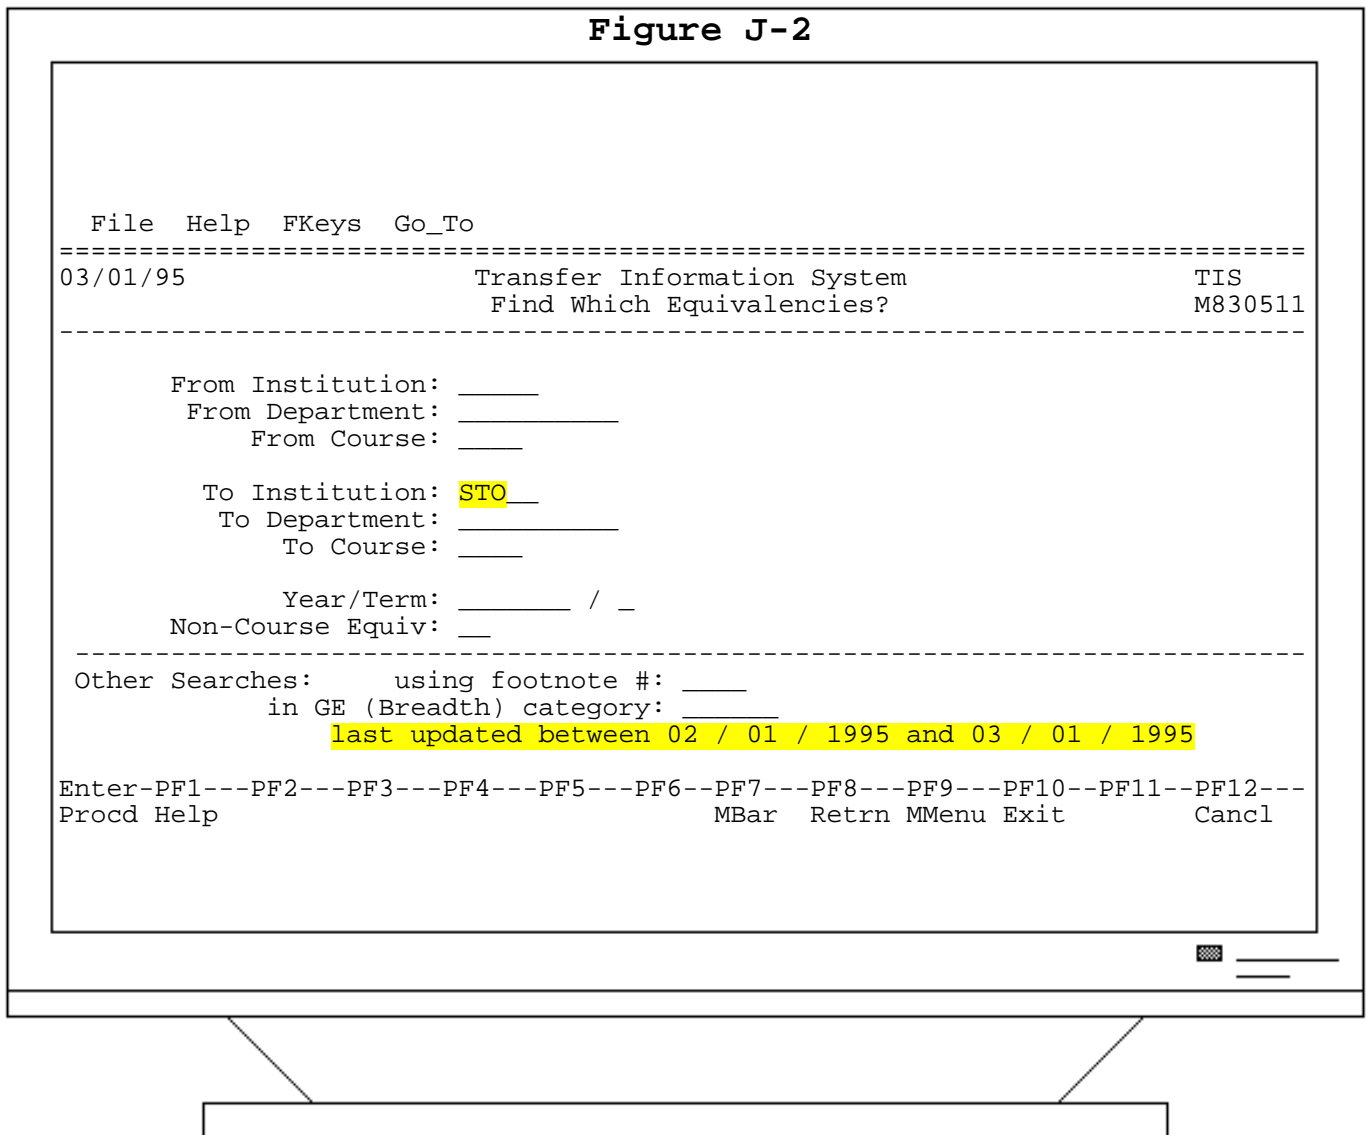 Figure J-2
File  Help  FKeys  Go_To
==============================================================================
03/01/95                  Transfer Information System                  TIS
Find Which Equivalencies?                   M830511
------------------------------------------------------------------------------
From Institution: _____
From Department: __________
From Course: ____
To Institution: STO__
To Department: __________
To Course: ____
Year/Term: _______ / _
Non-Course Equiv: __
-----------------------------------------------------------------------------
Other Searches:     using footnote #: ____
in GE (Breadth) category: ______
last updated between 02 / 01 / 1995 and 03 / 01 / 1995
Enter-PF1---PF2---PF3---PF4---PF5---PF6--PF7---PF8---PF9---PF10--PF11--PF12---
Procd Help                               MBar  Retrn MMenu Exit        Cancl